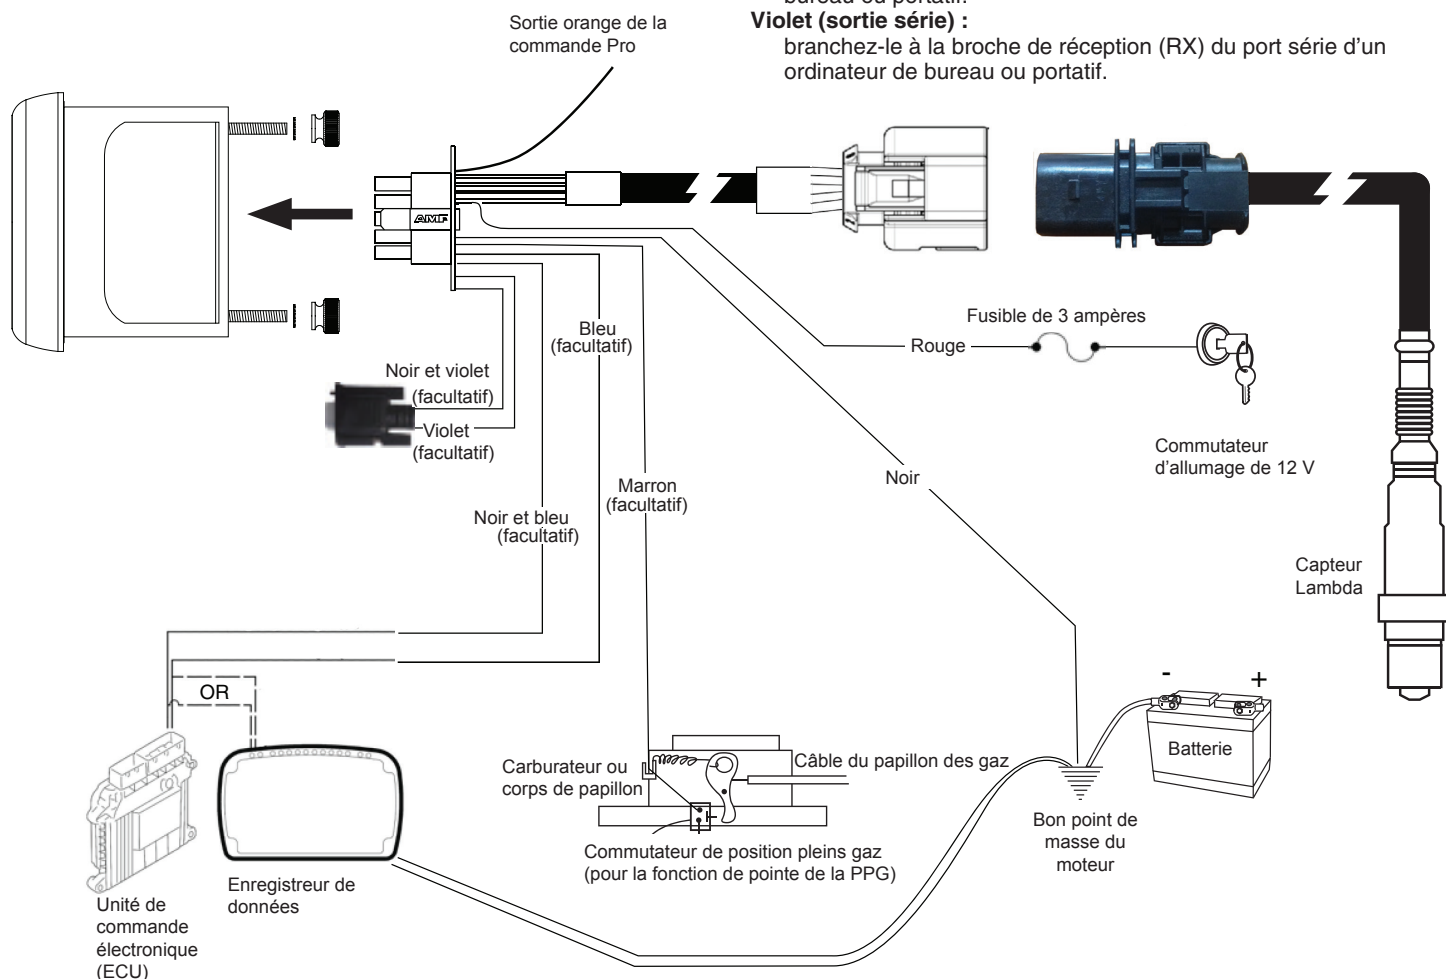 bureau ou portatif.
Violet (sortie série) :
branchez-le à la broche de réception (RX) du port série d’un
ordinateur de bureau ou portatif.
Sortie orange de la
commande Pro
AMP
Fusible de 3 ampères
Rouge
Bleu
(facultatif)
Noir et violet
(facultatif)
Violet
(facultatif)
Commutateur
d’allumage de 12 V
Noir
Marron
(facultatif)
Noir et bleu
(facultatif)
Capteur
Lambda
OR
- +
Batterie
Carburateur ou
corps de papillon
Câble du papillon des gaz
Bon point de
masse du
moteur
Commutateur de position pleins gaz
(pour la fonction de pointe de la PPG)
Enregistreur de
données
Unité de
commande
électronique
(ECU)